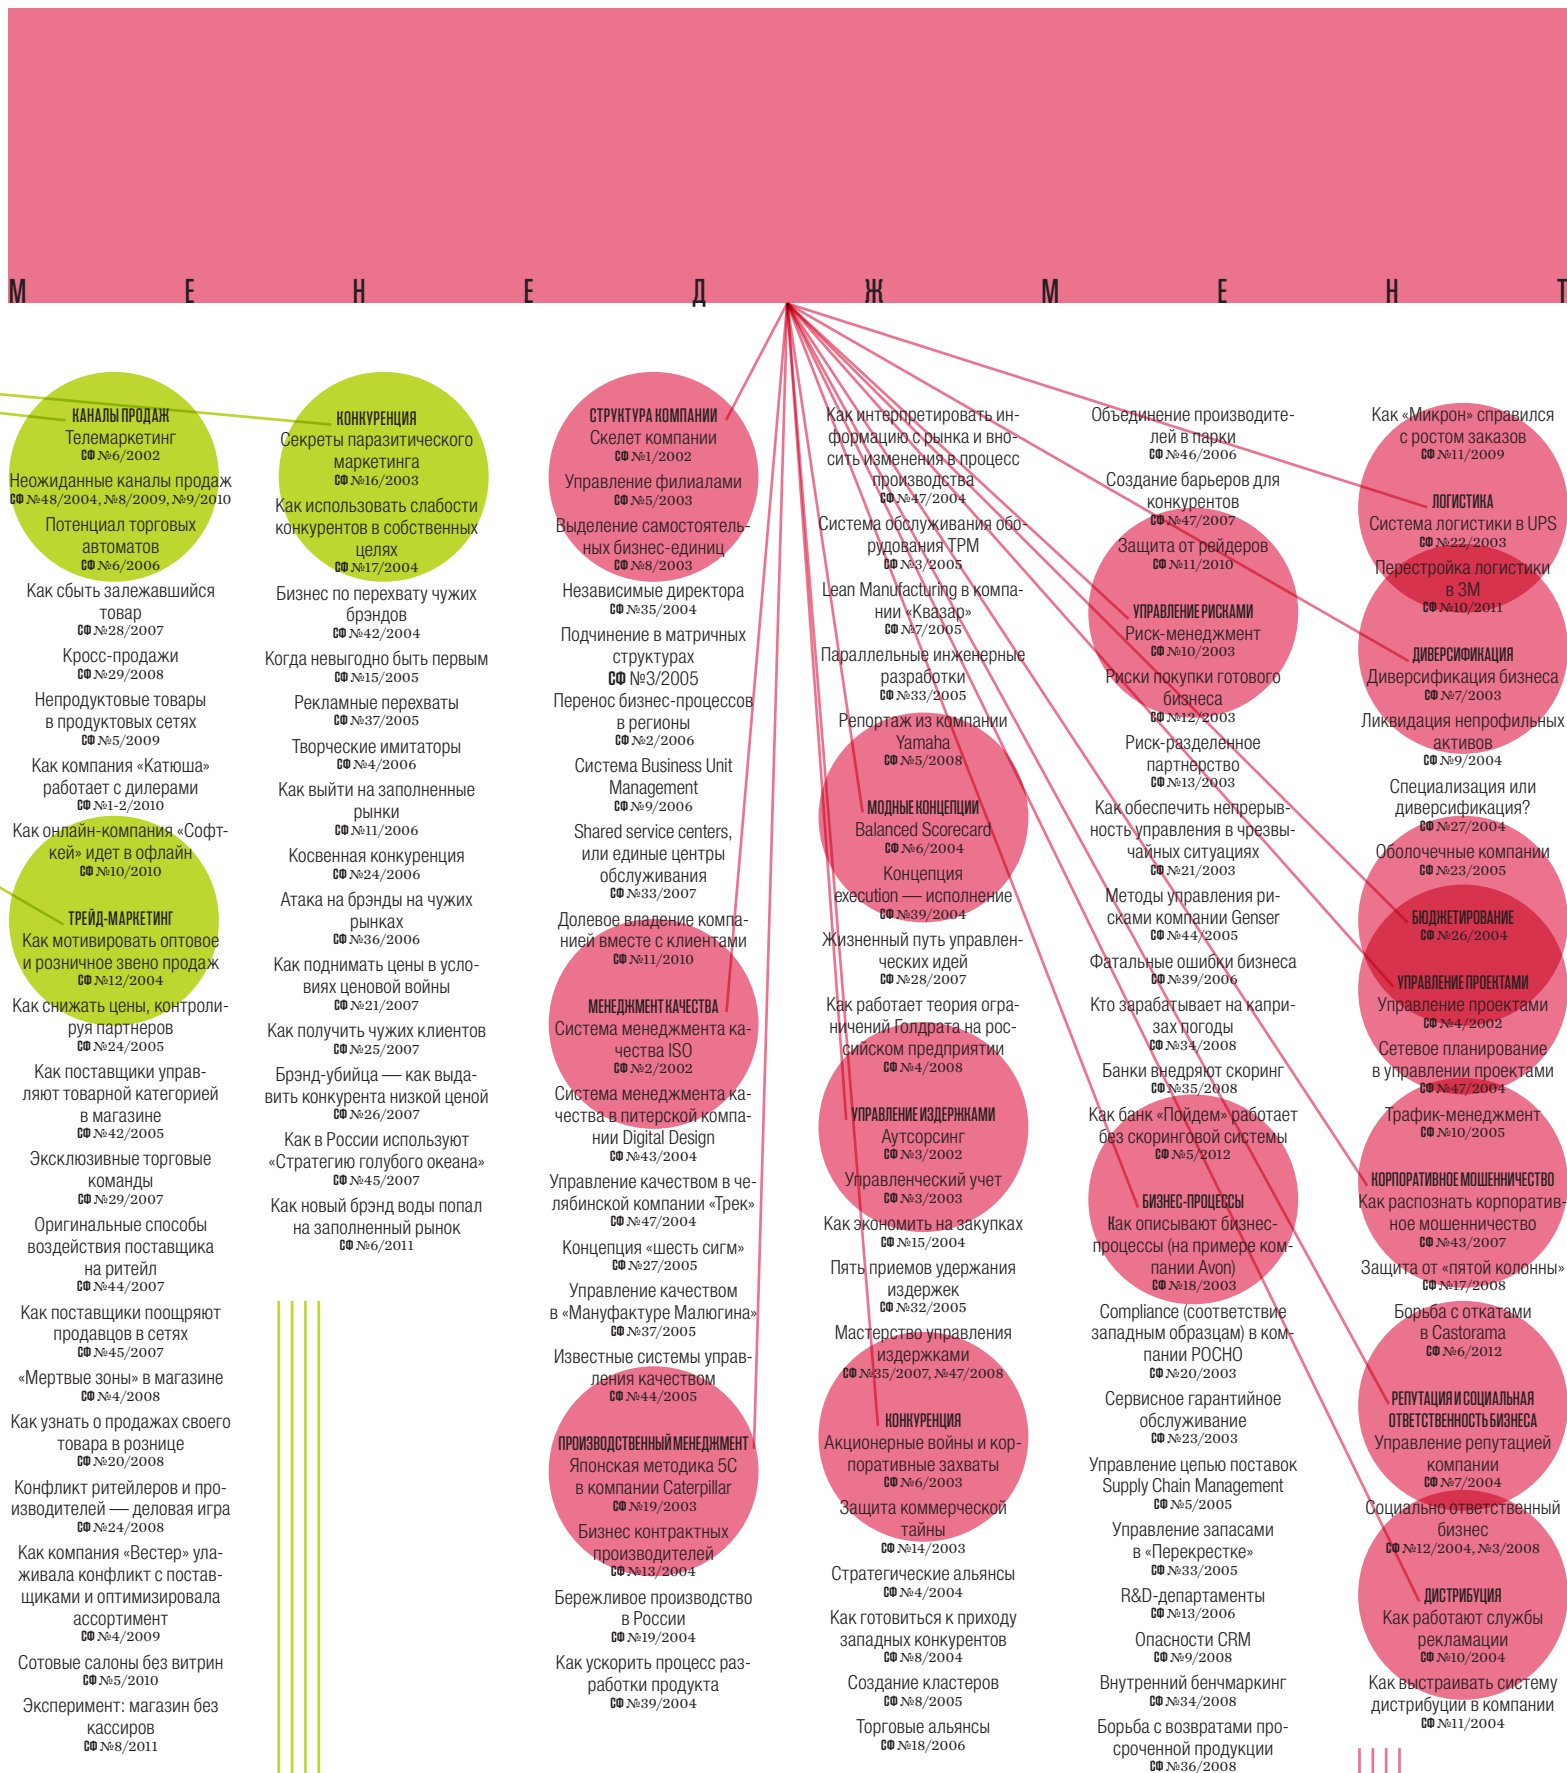 МЕНЕДЖМЕНТ
КАНАЛЫ ПРОДАЖ
Телемаркетинг
СФ №6/2002
Неожиданные каналы продаж
СФ №48/2004, №8/2009, №9/2010
Потенциал торговых
автоматов
СФ №6/2006
Как сбыть залежавшийся
товар
СФ №28/2007
Кросс-продажи
СФ №29/2008
Непродуктовые товары
в продуктовых сетях
СФ №5/2009
Как компания «Катюша»
работает с дилерами
СФ №1-2/2010
Как онлайн-компания «Софт-
кей» идет в офлайн
СФ №10/2010
ТРЕЙД-МАРКЕТИНГ
Как мотивировать оптовое
и розничное звено продаж
СФ №12/2004
Как снижать цены, контроли-
руя партнеров
СФ №24/2005
Как поставщики управ-
ляют товарной категорией
в магазине
СФ №42/2005
Эксклюзивные торговые
команды
СФ №29/2007
Оригинальные способы
воздействия поставщика
на ритейл
СФ №44/2007
Как поставщики поощряют
продавцов в сетях
СФ №45/2007
«Мертвые зоны» в магазине
СФ №4/2008
Как узнать о продажах своего
товара в рознице
СФ №20/2008
Конфликт ритейлеров и про-
изводителей — деловая игра
СФ №24/2008
Как компания «Вестер» ула-
живала конфликт с постав-
щиками и оптимизировала
ассортимент
СФ №4/2009
Сотовые салоны без витрин
СФ №5/2010
Эксперимент: магазин без
кассиров
СФ №8/2011
КОНКУРЕНЦИЯ
Секреты паразитического
маркетинга
СФ №16/2003
Как использовать слабости
конкурентов в собственных
целях
СФ №17/2004
Бизнес по перехвату чужих
брэндов
СФ №42/2004
Когда невыгодно быть первым
СФ №15/2005
Рекламные перехваты
СФ №37/2005
Творческие имитаторы
СФ №4/2006
Как выйти на заполненные
рынки
СФ №11/2006
Косвенная конкуренция
СФ №24/2006
Атака на брэнды на чужих
рынках
СФ №36/2006
Как поднимать цены в усло-
виях ценовой войны
СФ №21/2007
Как получить чужих клиентов
СФ №25/2007
Брэнд-убийца — как выда-
вить конкурента низкой ценой
СФ №26/2007
Как в России используют
«Стратегию голубого океана»
СФ №45/2007
Как новый брэнд воды попал
на заполненный рынок
СФ №6/2011
СТРУКТУРА КОМПАНИИ
Скелет компании
СФ №1/2002
Управление филиалами
СФ №5/2003
Выделение самостоятель-
ных бизнес-единиц
СФ №8/2003
Независимые директора
СФ №35/2004
Подчинение в матричных
структурах
СФ №3/2005
Перенос бизнес-процессов
в регионы
СФ №2/2006
Система Business Unit
Management
СФ №9/2006
Shared service centers,
или единые центры
обслуживания
СФ №33/2007
Долевое владение компа-
нией вместе с клиентами
СФ №11/2010
МЕНЕДЖМЕНТ КАЧЕСТВА
Система менеджмента ка-
чества ISO
СФ №2/2002
Система менеджмента ка-
чества в питерской компа-
нии Digital Design
СФ №43/2004
Управление качеством в че-
лябинской компании «Трек»
СФ №47/2004
Концепция «шесть сигм»
СФ №27/2005
Управление качеством
в «Мануфактуре Малюгина»
СФ №37/2005
Известные системы управ-
ления качеством
СФ №44/2005
ПРОИЗВОДСТВЕННЫЙ МЕНЕДЖМЕНТ
Японская методика 5С
в компании Caterpillar
СФ №19/2003
Бизнес контрактных
производителей
СФ №13/2004
Бережливое производство
в России
СФ №19/2004
Как ускорить процесс раз-
работки продукта
СФ №39/2004
Как интерпретировать ин-
формацию с рынка и вно-
сить изменения в процесс
производства
СФ №47/2004
Система обслуживания обо-
рудования TPM
СФ №3/2005
Lean Manufacturing в компа-
нии «Квазар»
СФ №7/2005
Параллельные инженерные
разработки
СФ №33/2005
Репортаж из компании
Yamaha
СФ №5/2008
МОДНЫЕ КОНЦЕПЦИИ
Balanced Scorecard
СФ №6/2004
Концепция
execution — исполнение
СФ №39/2004
Жизненный путь управлен-
ческих идей
СФ №28/2007
Как работает теория огра-
ничений Голдрата на рос-
сийском предприятии
СФ №4/2008
УПРАВЛЕНИЕ ИЗДЕРЖКАМИ
Аутсорсинг
СФ №3/2002
Управленческий учет
СФ №3/2003
Как экономить на закупках
СФ №15/2004
Пять приемов удержания
издержек
СФ №32/2005
Мастерство управления
издержками
СФ №35/2007, №47/2008
КОНКУРЕНЦИЯ
Акционерные войны и кор-
поративные захваты
СФ №6/2003
Защита коммерческой
тайны
СФ №14/2003
Стратегические альянсы
СФ №4/2004
Как готовиться к приходу
западных конкурентов
СФ №8/2004
Создание кластеров
СФ №8/2005
Торговые альянсы
СФ №18/2006
Объединение производите-
лей в парки
СФ №46/2006
Создание барьеров для
конкурентов
СФ №47/2007
Защита от рейдеров
СФ №11/2010
УПРАВЛЕНИЕ РИСКАМИ
Риск-менеджмент
СФ №10/2003
Риски покупки готового
бизнеса
СФ №12/2003
Риск-разделенное
партнерство
СФ №13/2003
Как обеспечить непрерыв-
ность управления в чрезвы-
чайных ситуациях
СФ №21/2003
Методы управления ри-
сками компании Genser
СФ №44/2005
Фатальные ошибки бизнеса
СФ №39/2006
Кто зарабатывает на капри-
зах погоды
СФ №34/2008
Банки внедряют скоринг
СФ №35/2008
Как банк «Пойдем» работает
без скоринговой системы
СФ №5/2012
БИЗНЕС-ПРОЦЕССЫ
Как описывают бизнес-
процессы (на примере ком-
пании Avon)
СФ №18/2003
Compliance (соответствие
западным образцам) в ком-
пании РОСНО
СФ №20/2003
Сервисное гарантийное
обслуживание
СФ №23/2003
Управление цепью поставок
Supply Chain Management
СФ №5/2005
Управление запасами
в «Перекрестке»
СФ №33/2005
R&D-департаменты
СФ №13/2006
Опасности CRM
СФ №9/2008
Внутренний бенчмаркинг
СФ №34/2008
Борьба с возвратами про-
сроченной продукции
СФ №36/2008
Как «Микрон» справился
с ростом заказов
СФ №11/2009
ЛОГИСТИКА
Система логистики в UPS
СФ №22/2003
Перестройка логистики
в 3М
СФ №10/2011
ДИВЕРСИФИКАЦИЯ
Диверсификация бизнеса
СФ №7/2003
Ликвидация непрофильных
активов
СФ №9/2004
Специализация или
диверсификация?
СФ №27/2004
Оболочечные компании
СФ №23/2005
БЮДЖЕТИРОВАНИЕ
СФ №26/2004
УПРАВЛЕНИЕ ПРОЕКТАМИ
Управление проектами
СФ №4/2002
Сетевое планирование
в управлении проектами
СФ №47/2004
Трафик-менеджмент
СФ №10/2005
КОРПОРАТИВНОЕ МОШЕННИЧЕСТВО
Как распознать корпоратив-
ное мошенничество
СФ №43/2007
Защита от «пятой колонны»
СФ №17/2008
Борьба с откатами
в Castorama
СФ №6/2012
РЕПУТАЦИЯ И СОЦИАЛЬНАЯ
ОТВЕТСТВЕННОСТЬ БИЗНЕСА
Управление репутацией
компании
СФ №7/2004
Социально ответственный
бизнес
СФ №12/2004, №3/2008
ДИСТРИБУЦИЯ
Как работают службы
рекламации
СФ №10/2004
Как выстраивать систему
дистрибуции в компании
СФ №11/2004